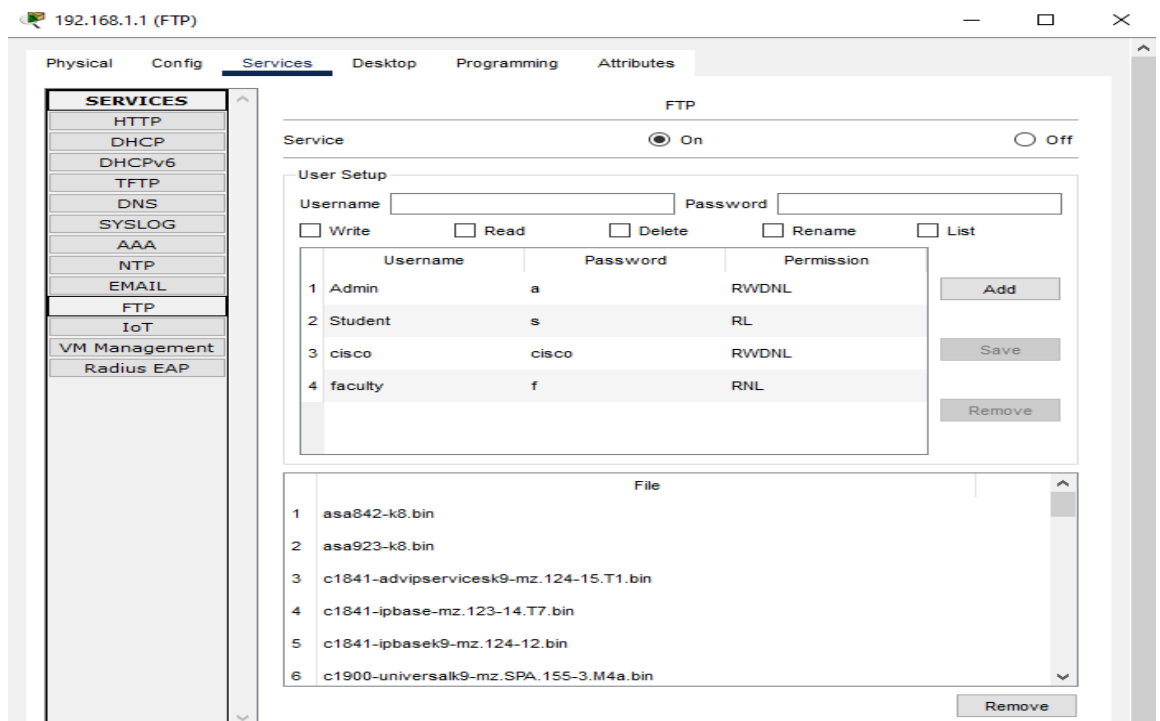 192.168.1.1 (FTP)
Physical Config Services Desktop Programming Attributes
SERVICES
HTTP
DHCP
DHCPv6
TFTP
DNS
SYSLOG
AAA
NTP
EMAIL
FTP
IoT
VM Management
Radius EAP
FTP
Service On Off
User Setup
Username Password
Write Read Delete Rename List
Username Password Permission
1 Admin a RWDNL
2 Student s RL
3 cisco cisco RWDNL
4 faculty f RNL
Add
Save
Remove
File
1 asa842-k8.bin
2 asa923-k8.bin
3 c1841-advipservicesk9-mz.124-15.T1.bin
4 c1841-ipbase-mz.123-14.T7.bin
5 c1841-ipbasek9-mz.124-12.bin
6 c1900-universalk9-mz.SPA.155-3.M4a.bin
Remove